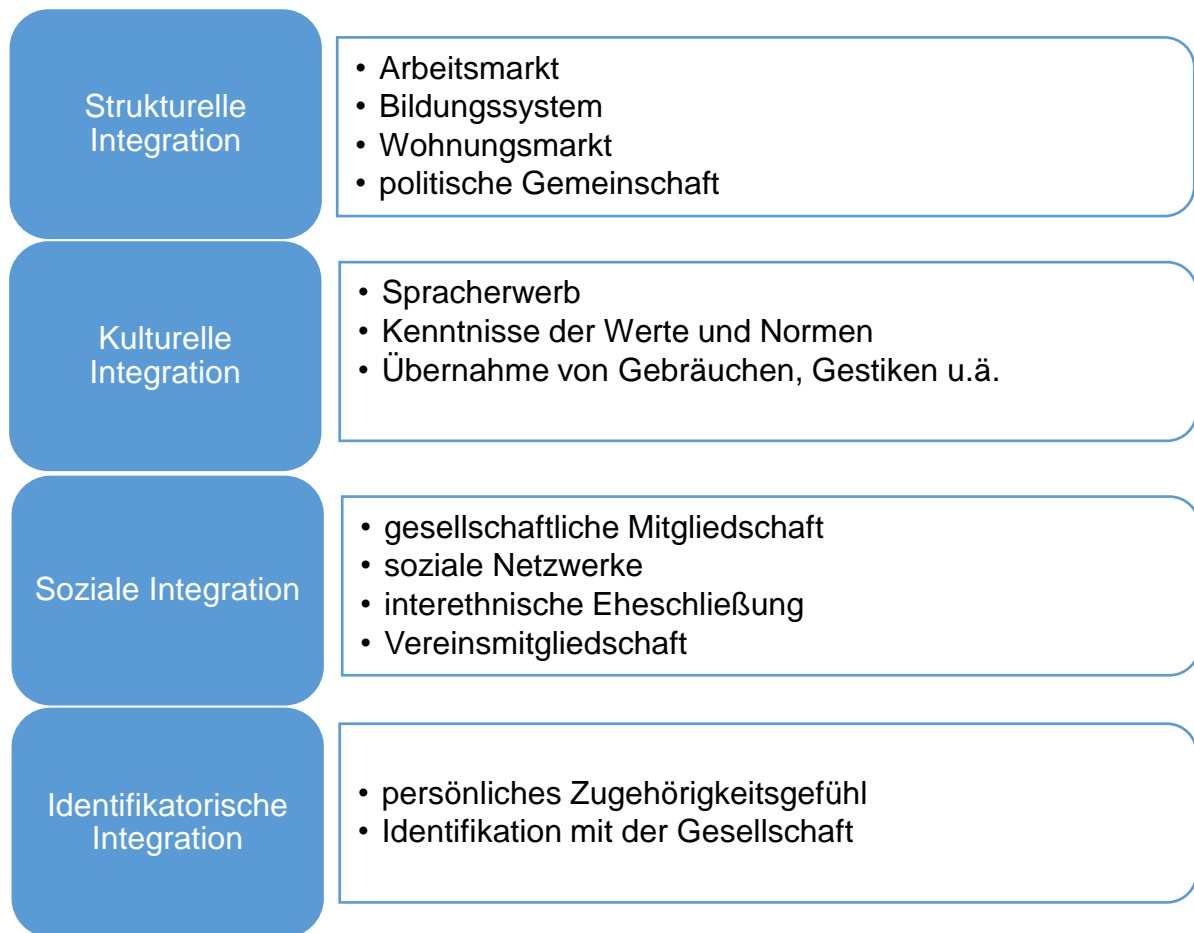 Strukturelle
Integration
• Arbeitsmarkt
• Bildungssystem
• Wohnungsmarkt
• politische Gemeinschaft
Kulturelle
Integration
• Spracherwerb
• Kenntnisse der Werte und Normen
• Übernahme von Gebräuchen, Gestiken u.ä.
Soziale Integration
• gesellschaftliche Mitgliedschaft
• soziale Netzwerke
• interethnische Eheschließung
• Vereinsmitgliedschaft
Identifikatorische
Integration
• persönliches Zugehörigkeitsgefühl
• Identifikation mit der Gesellschaft